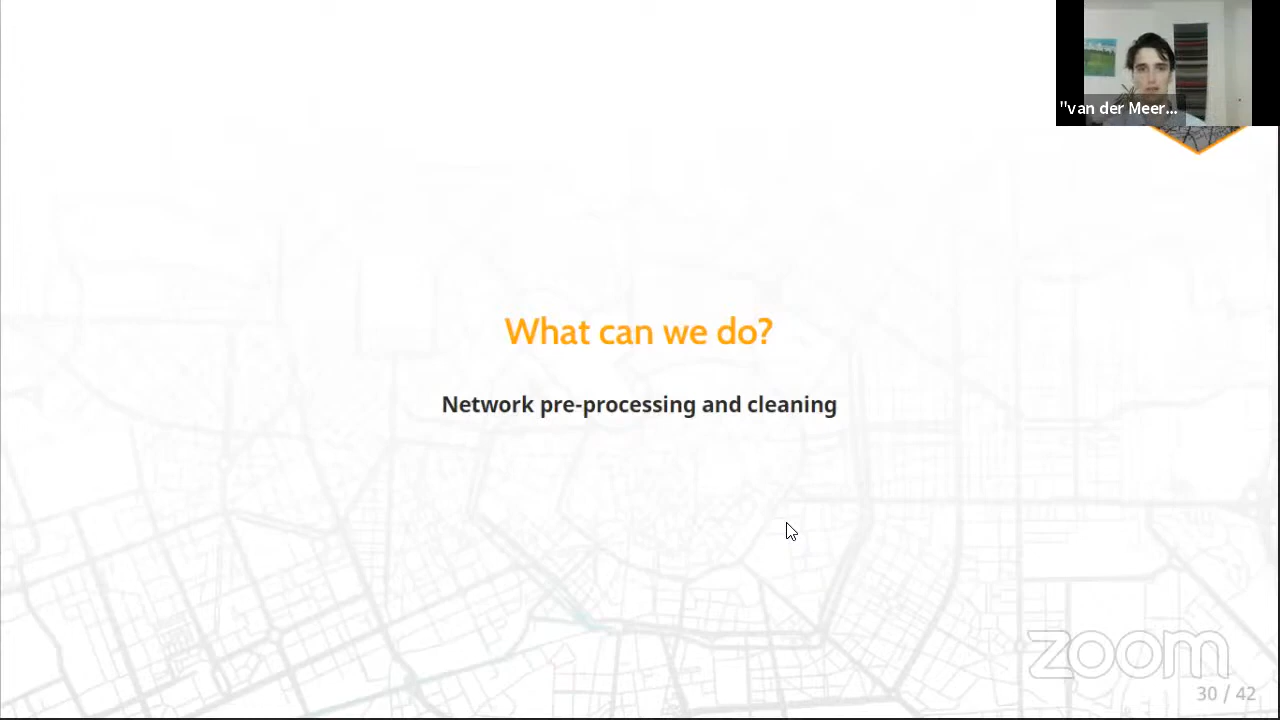 "van der Meer...
What can we do?
Network pre-processing and cleaning
zoom
30 / 42